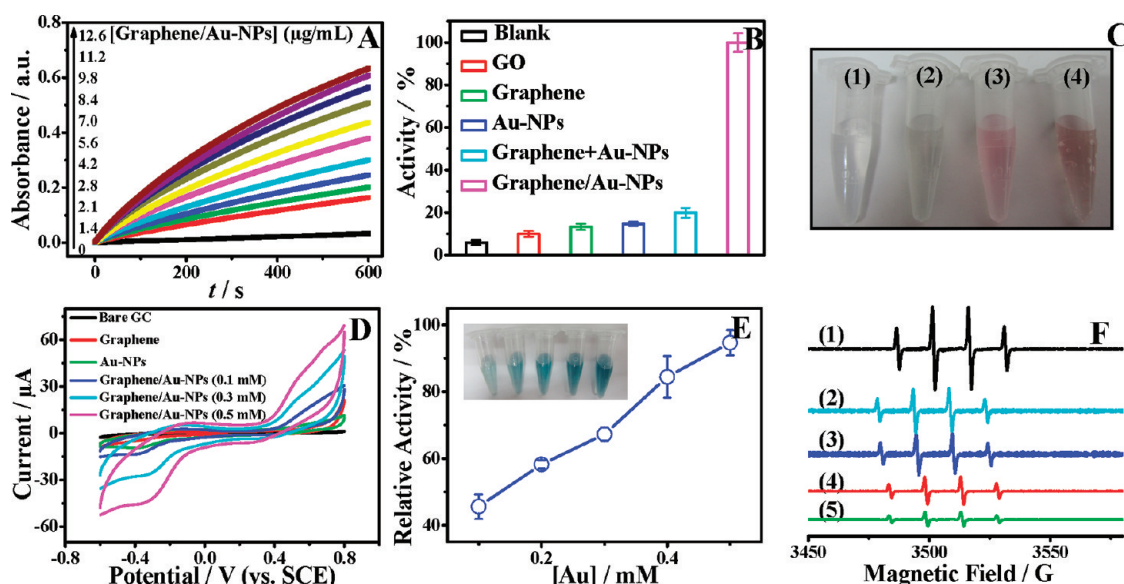 [Graphene/Au-NPs] (μg/mL)
A
12.6
11.2
9.8
8.4
7.0
5.6
4.2
2.8
2.1
1.4
0
0.8
0.6
0.4
0.2
0.0
Absorbance / a.u.
0 200 400 600
t / s
B
Blank
GO
Graphene
Au-NPs
Graphene+Au-NPs
Graphene/Au-NPs
100
80
60
40
20
0
Activity / %
C
(1) (2) (3) (4)
D
Bare GC
Graphene
Au-NPs
Graphene/Au-NPs (0.1 mM)
Graphene/Au-NPs (0.3 mM)
Graphene/Au-NPs (0.5 mM)
60
30
0
-30
-60
Current / μA
-0.8 -0.4 0.0 0.4 0.8
Potential / V (vs. SCE)
E
100
80
60
40
Relative Activity / %
0.2 0.4
[Au] / mM
F
(1)
(2)
(3)
(4)
(5)
3450 3500 3550
Magnetic Field / G